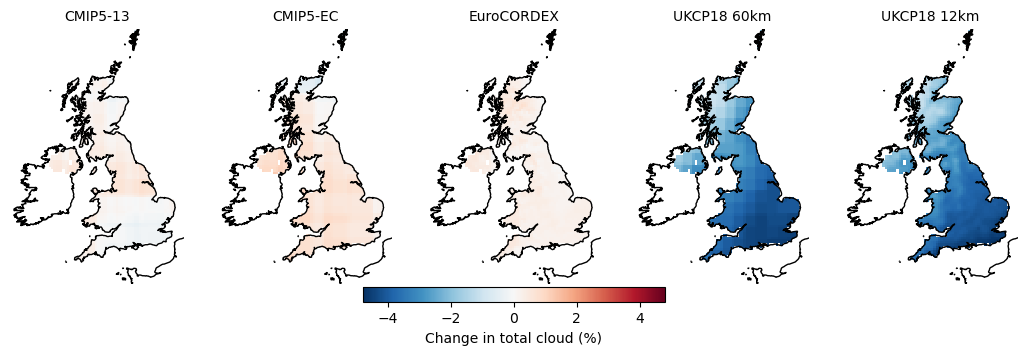 CMIP5-13 CMIP5-EC EuroCORDEX UKCP18 60km UKCP18 12km
−4 −2 0 2 4
Change in total cloud (%)